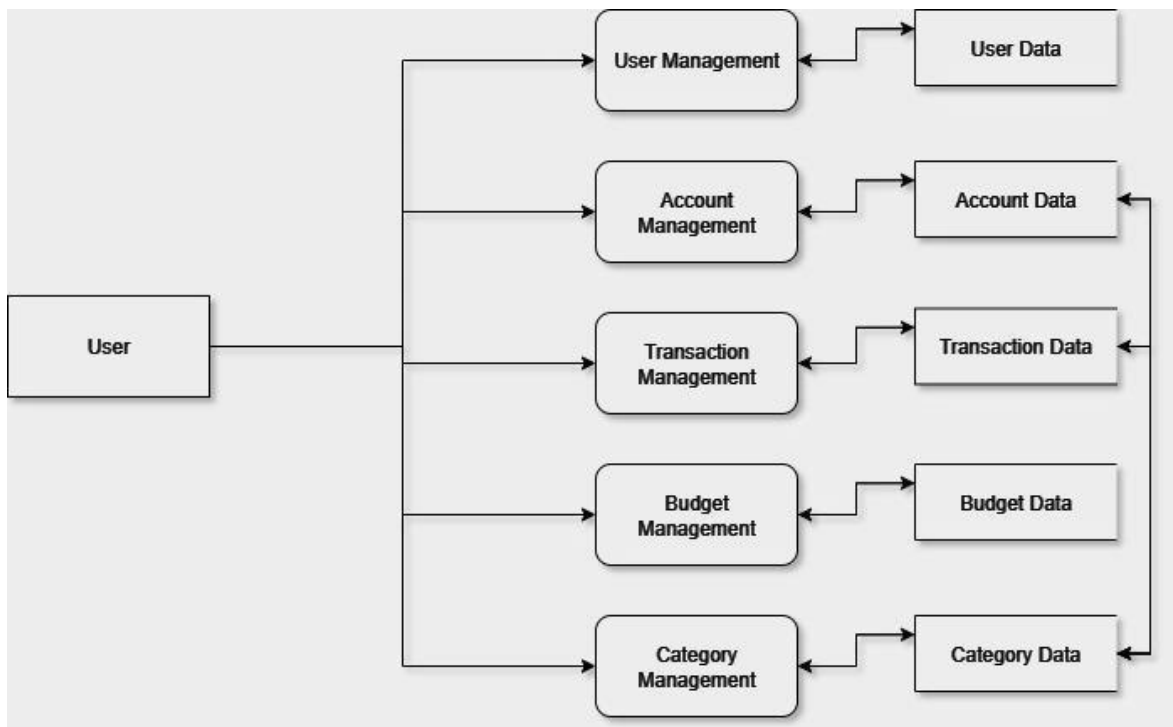 User Management
User Data
Account
Management
Account Data
User
Transaction
Management
Transaction Data
Budget
Management
Budget Data
Category
Management
Category Data